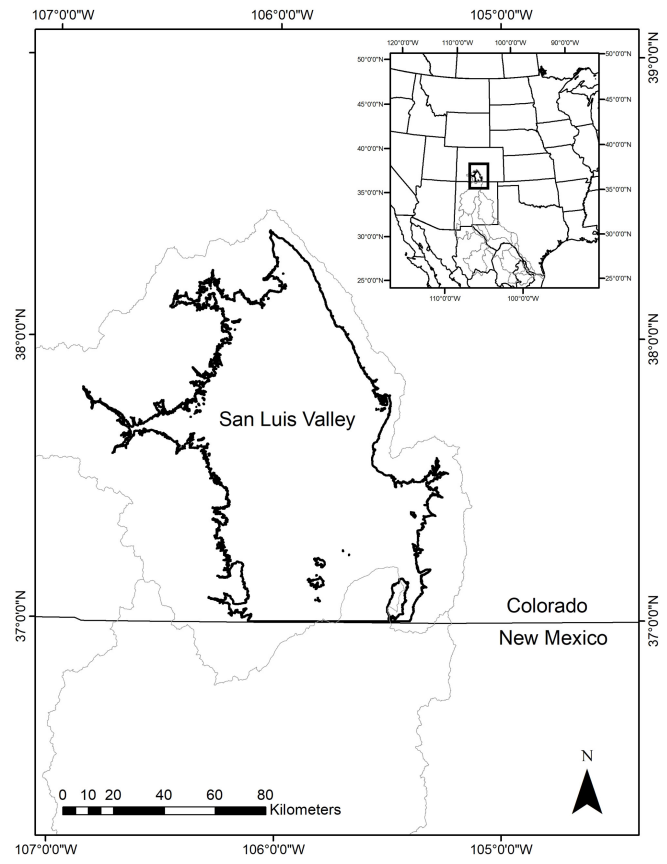 107°0'0"W 106°0'0"W 105°0'0"W
120°0'0"W 110°0'0"W 100°0'0"W 90°0'0"W
50°0'0"N 50°0'0"N
39°0'0"N
45°0'0"N 45°0'0"N
40°0'0"N 40°0'0"N
35°0'0"N 35°0'0"N
30°0'0"N 30°0'0"N
25°0'0"N 25°0'0"N
110°0'0"W 100°0'0"W
38°0'0"N 38°0'0"N
San Luis Valley
37°0'0"N 37°0'0"N
Colorado
New Mexico
N
0 10 20 40 60 80
Kilometers
107°0'0"W 106°0'0"W 105°0'0"W